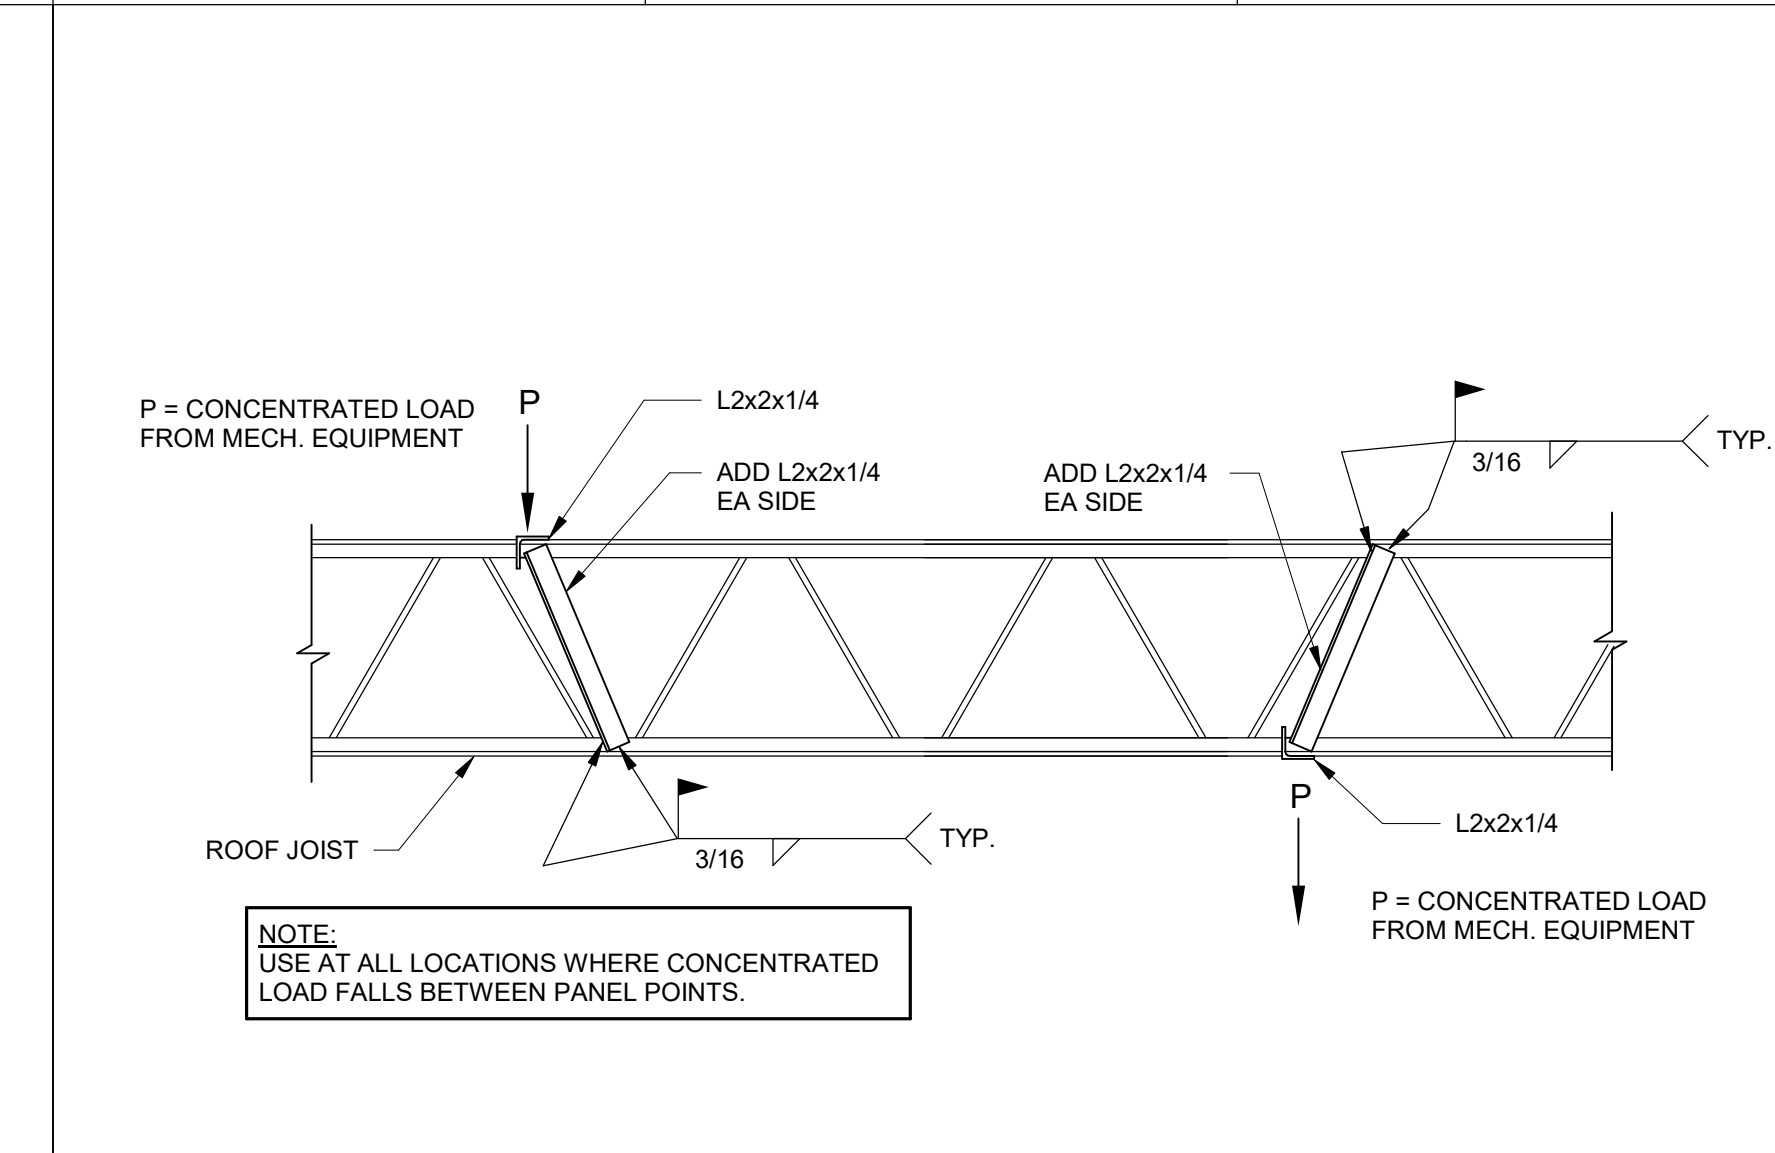 P = CONCENTRATED LOAD
FROM MECH. EQUIPMENT
P
L2x2x1/4
ADD L2x2x1/4
EA SIDE
ADD L2x2x1/4
EA SIDE
3/16
TYP.
ROOF JOIST
3/16
TYP.
P
L2x2x1/4
P = CONCENTRATED LOAD
FROM MECH. EQUIPMENT
NOTE:
USE AT ALL LOCATIONS WHERE CONCENTRATED
LOAD FALLS BETWEEN PANEL POINTS.